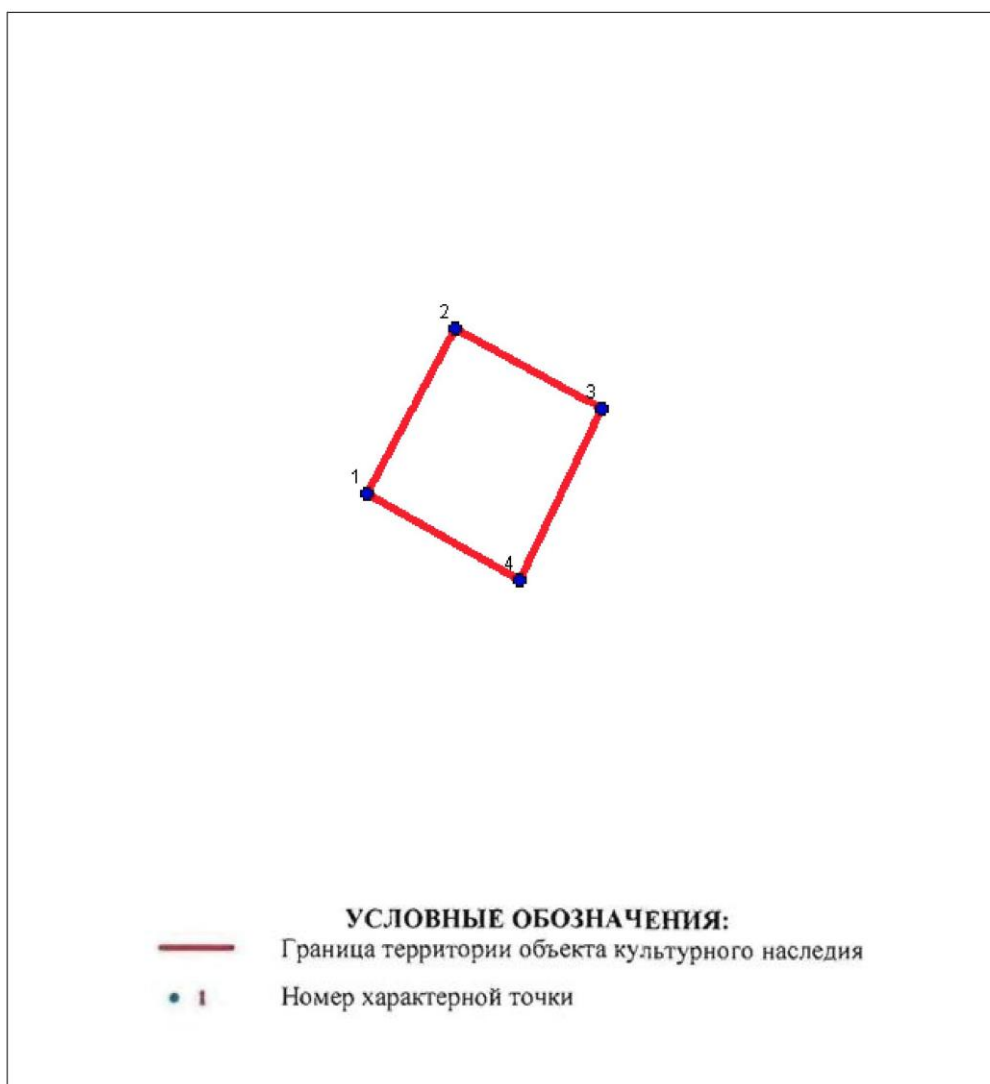 2
3
1
4
УСЛОВНЫЕ ОБОЗНАЧЕНИЯ:
Граница территории объекта культурного наследия
1 Номер характерной точки